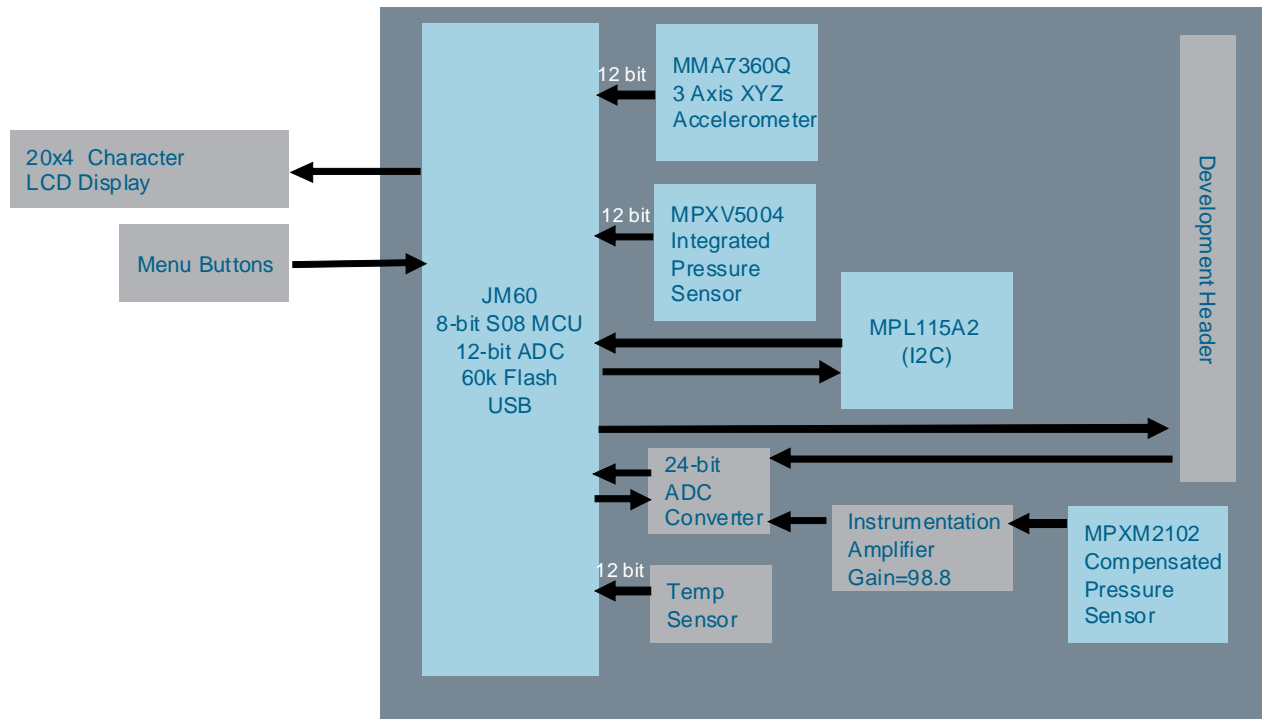 12 bit
MMA7360Q
3 Axis XYZ
Accelerometer
20x4 Character
LCD Display
Menu Buttons
12 bit
MPXV5004
Integrated
Pressure
Sensor
Development Header
JM60
8-bit S08 MCU
12-bit ADC
60k Flash
USB
MPL115A2
(I2C)
24-bit
ADC
Converter
Instrumentation
Amplifier
Gain=98.8
MPXM2102
Compensated
Pressure
Sensor
12 bit
Temp
Sensor